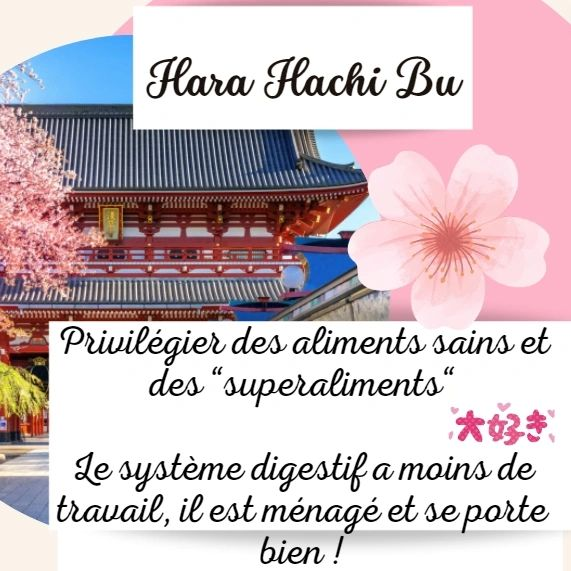 Hara Hachi Bu
Privilégier des aliments sains et
des “superaliments“
大好き
Le système digestif a moins de
travail, il est ménagé et se porte
bien !